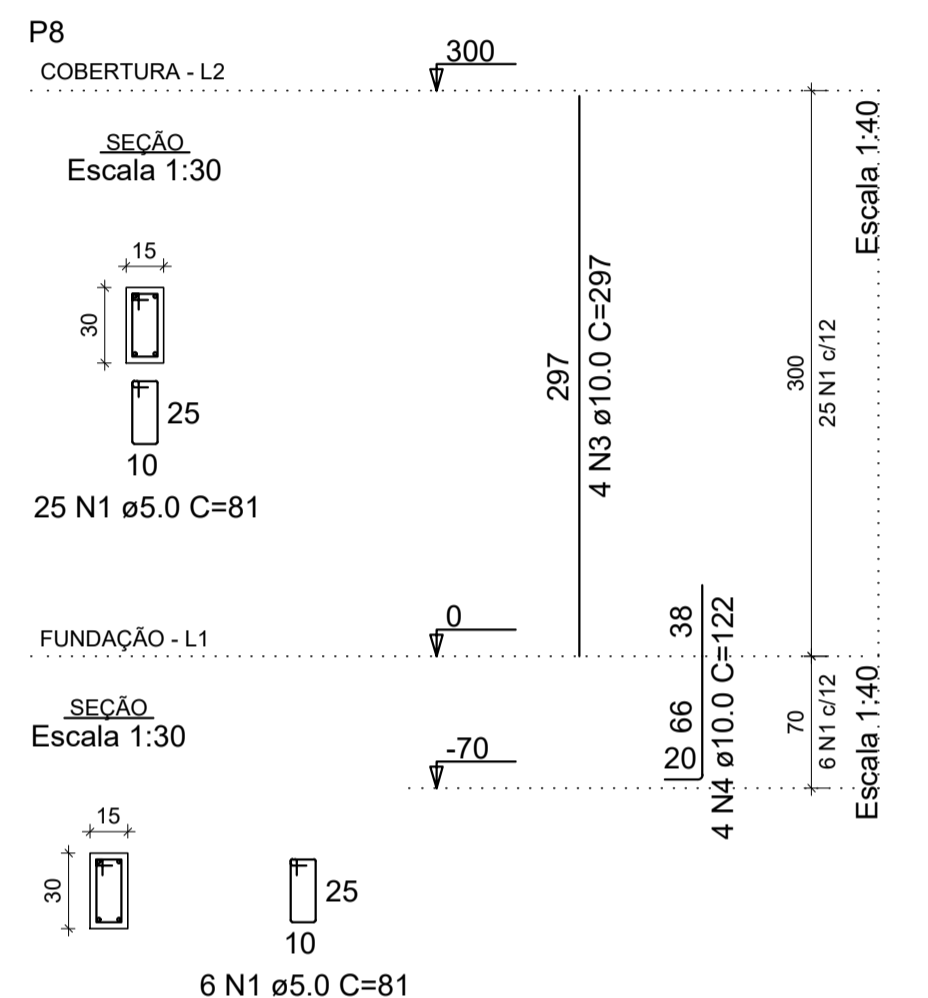 P8
COBERTURA - L2
300
SEÇÃO
Escala 1:30
Escala 1:40
15
30
25
10
25 N1 ø5.0 C=81
297
4 N3 ø10.0 C=297
300
25 N1 c/12
FUNDAÇÃO - L1
0
38
66
20
4 N4 ø10.0 C=122
70
6 N1 c/12
Escala 1:40
SEÇÃO
Escala 1:30
-70
15
30
25
10
6 N1 ø5.0 C=81